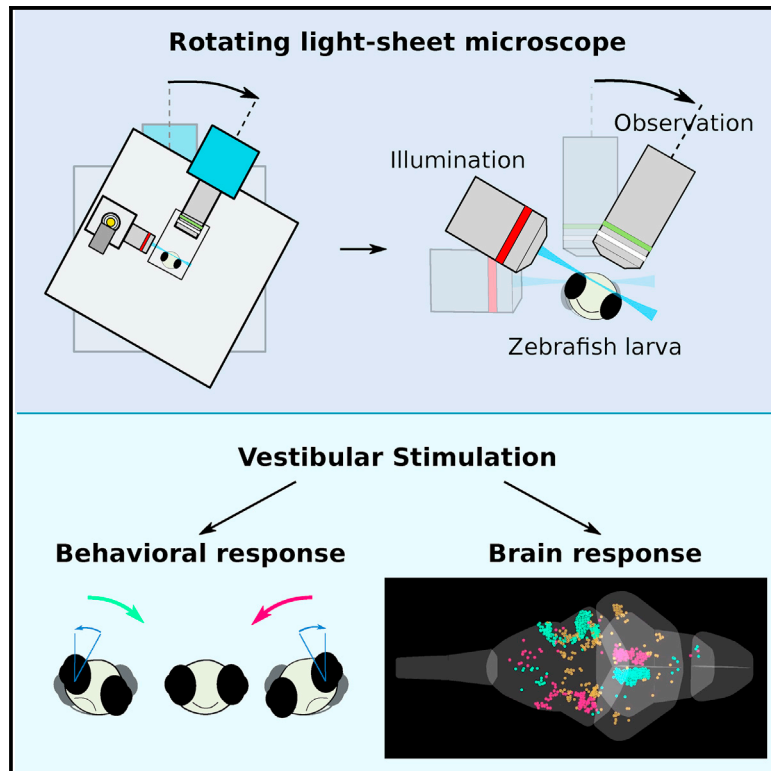 Rotating light-sheet microscope
Observation
Illumination
Zebrafish larva
Vestibular Stimulation
Behavioral response
Brain response